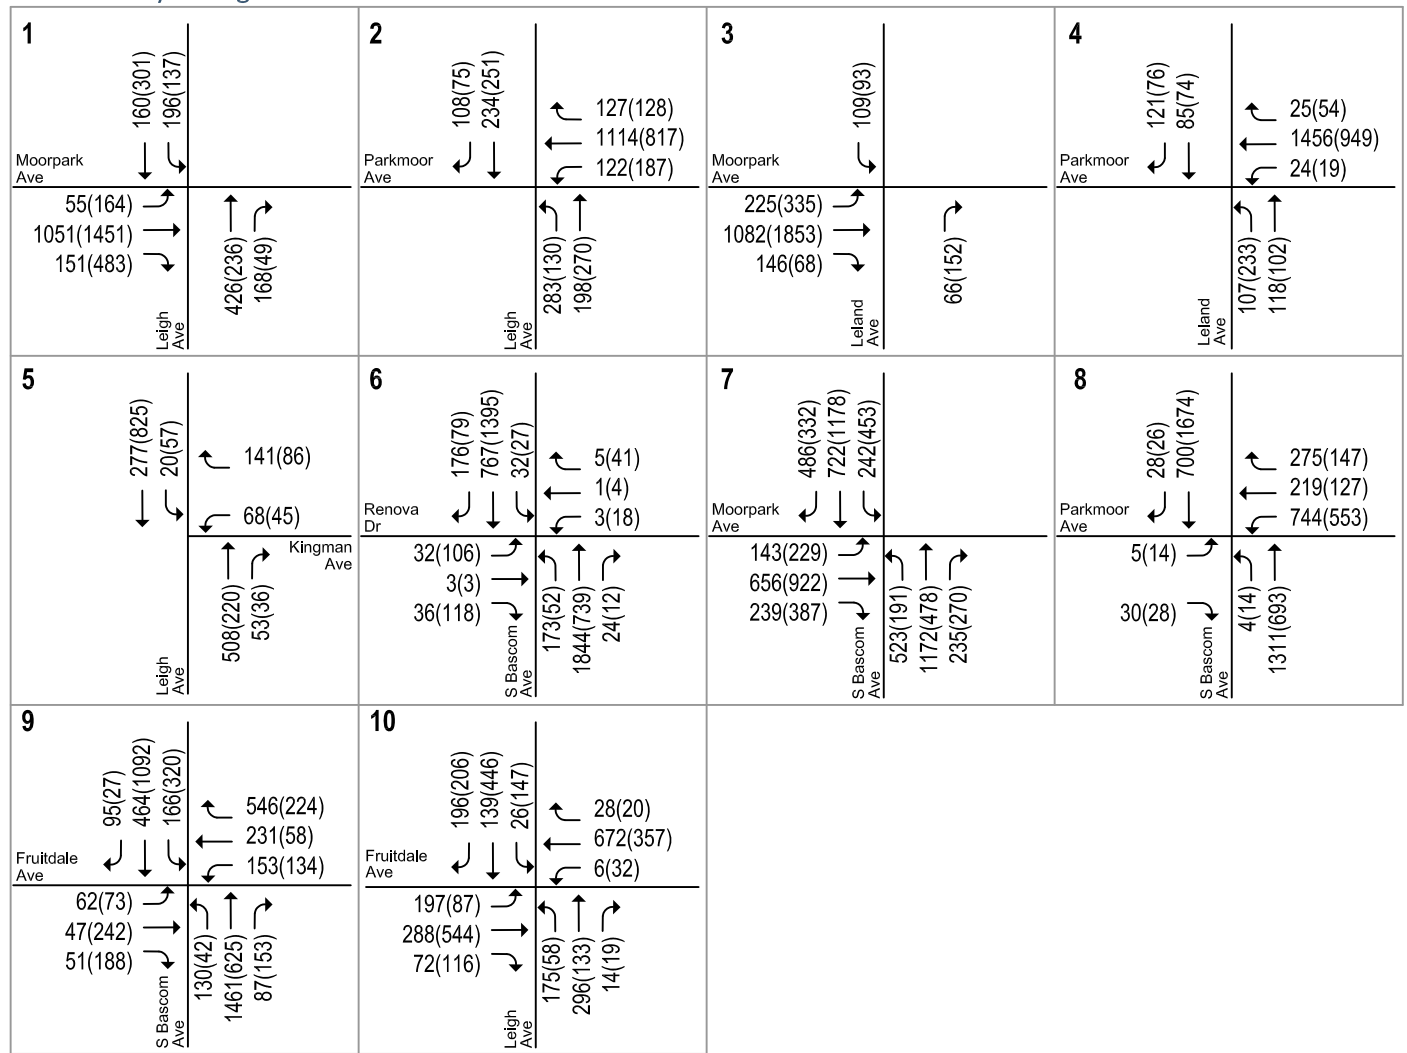 1
160(301)
196(137)
Moorpark
Ave
55(164)
1051(1451)
151(483)
426(236)
168(49)
Leigh
Ave
2
108(75)
234(251)
127(128)
1114(817)
122(187)
Parkmoor
Ave
283(130)
198(270)
Leigh
Ave
3
109(93)
Moorpark
Ave
225(335)
1082(1853)
146(68)
66(152)
Leland
Ave
4
121(76)
85(74)
25(54)
1456(949)
24(19)
Parkmoor
Ave
107(233)
118(102)
Leland
Ave
5
277(825)
20(57)
141(86)
68(45)
Kingman
Ave
508(220)
53(36)
Leigh
Ave
6
176(79)
767(1395)
32(27)
5(41)
1(4)
3(18)
Renova
Dr
32(106)
3(3)
36(118)
173(52)
1844(739)
24(12)
S Bascom
Ave
7
486(332)
722(1178)
242(453)
Moorpark
Ave
143(229)
656(922)
239(387)
523(191)
1172(478)
235(270)
S Bascom
Ave
8
28(26)
700(1674)
275(147)
219(127)
744(553)
Parkmoor
Ave
5(14)
30(28)
4(14)
1311(693)
S Bascom
Ave
9
95(27)
464(1092)
166(320)
546(224)
231(58)
153(134)
Fruitdale
Ave
62(73)
47(242)
51(188)
130(42)
1461(625)
87(153)
S Bascom
Ave
10
196(206)
139(446)
26(147)
28(20)
672(357)
6(32)
Fruitdale
Ave
197(87)
288(544)
72(116)
175(58)
296(133)
14(19)
Leigh
Ave